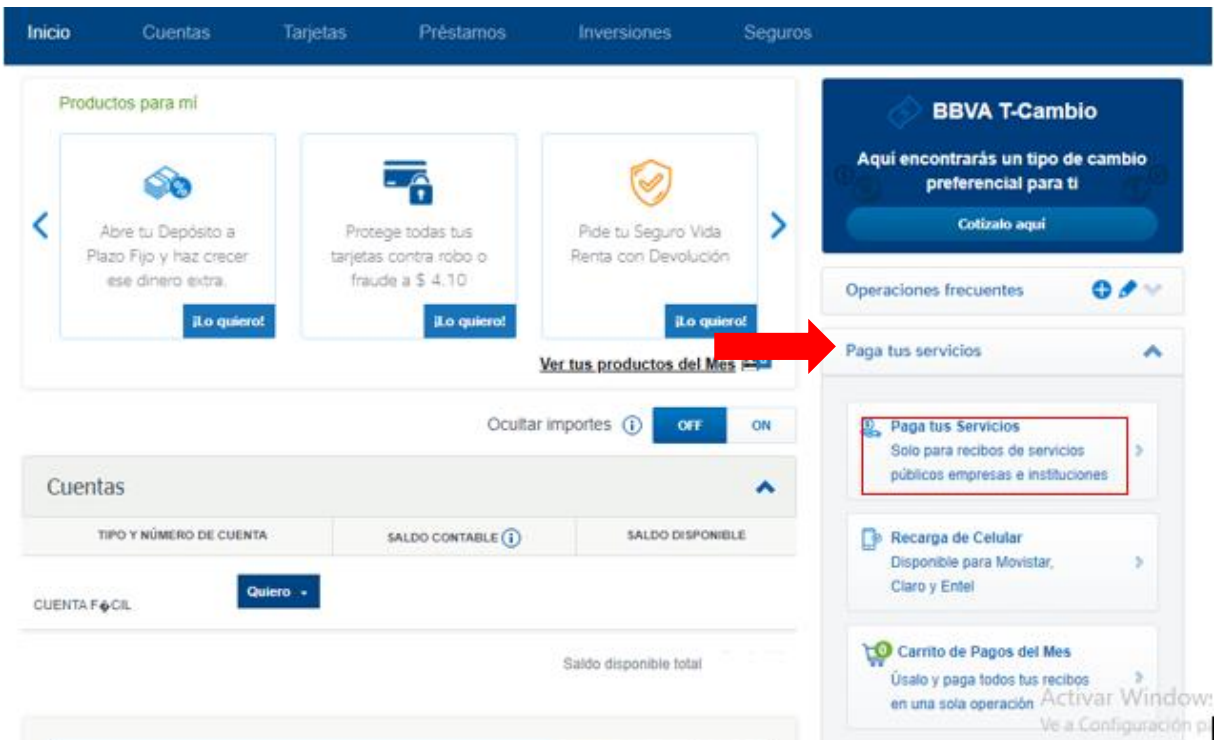 Inicio Cuentas Tarjetas Préstamos Inversiones Seguros
Productos para mí
Abre tu Depósito a
Plazo Fijo y haz crecer
ese dinero extra.
¡Lo quiero!
Protege todas tus
tarjetas contra robo o
fraude a $ 4.10
¡Lo quiero!
Pide tu Seguro Vida
Renta con Devolución
¡Lo quiero!
Ver tus productos del Mes
Ocultar importes OFF ON
Cuentas
TIPO Y NÚMERO DE CUENTA SALDO CONTABLE SALDO DISPONIBLE
CUENTA F�CIL Quiero
Saldo disponible total
BBVA T-Cambio
Aquí encontrarás un tipo de cambio
preferencial para ti
Cotízalo aquí
Operaciones frecuentes
Paga tus servicios
Paga tus Servicios
Solo para recibos de servicios
públicos empresas e instituciones
Recarga de Celular
Disponible para Movistar,
Claro y Entel
Carrito de Pagos del Mes
Úsalo y paga todos tus recibos
en una sola operación
Activar Windows
Ve a Configuración